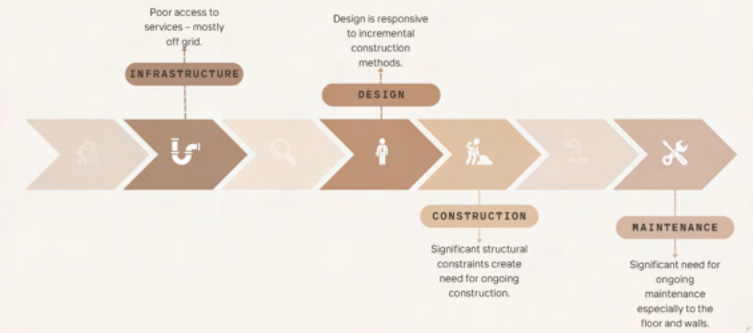 Poor access to
services – mostly
off grid.
INFRASTRUCTURE
Design is responsive
to incremental
construction
methods.
DESIGN
CONSTRUCTION
Significant structural
constraints create
need for ongoing
construction.
MAINTENANCE
Significant need for
ongoing
maintenance
especially to the
floor and walls.